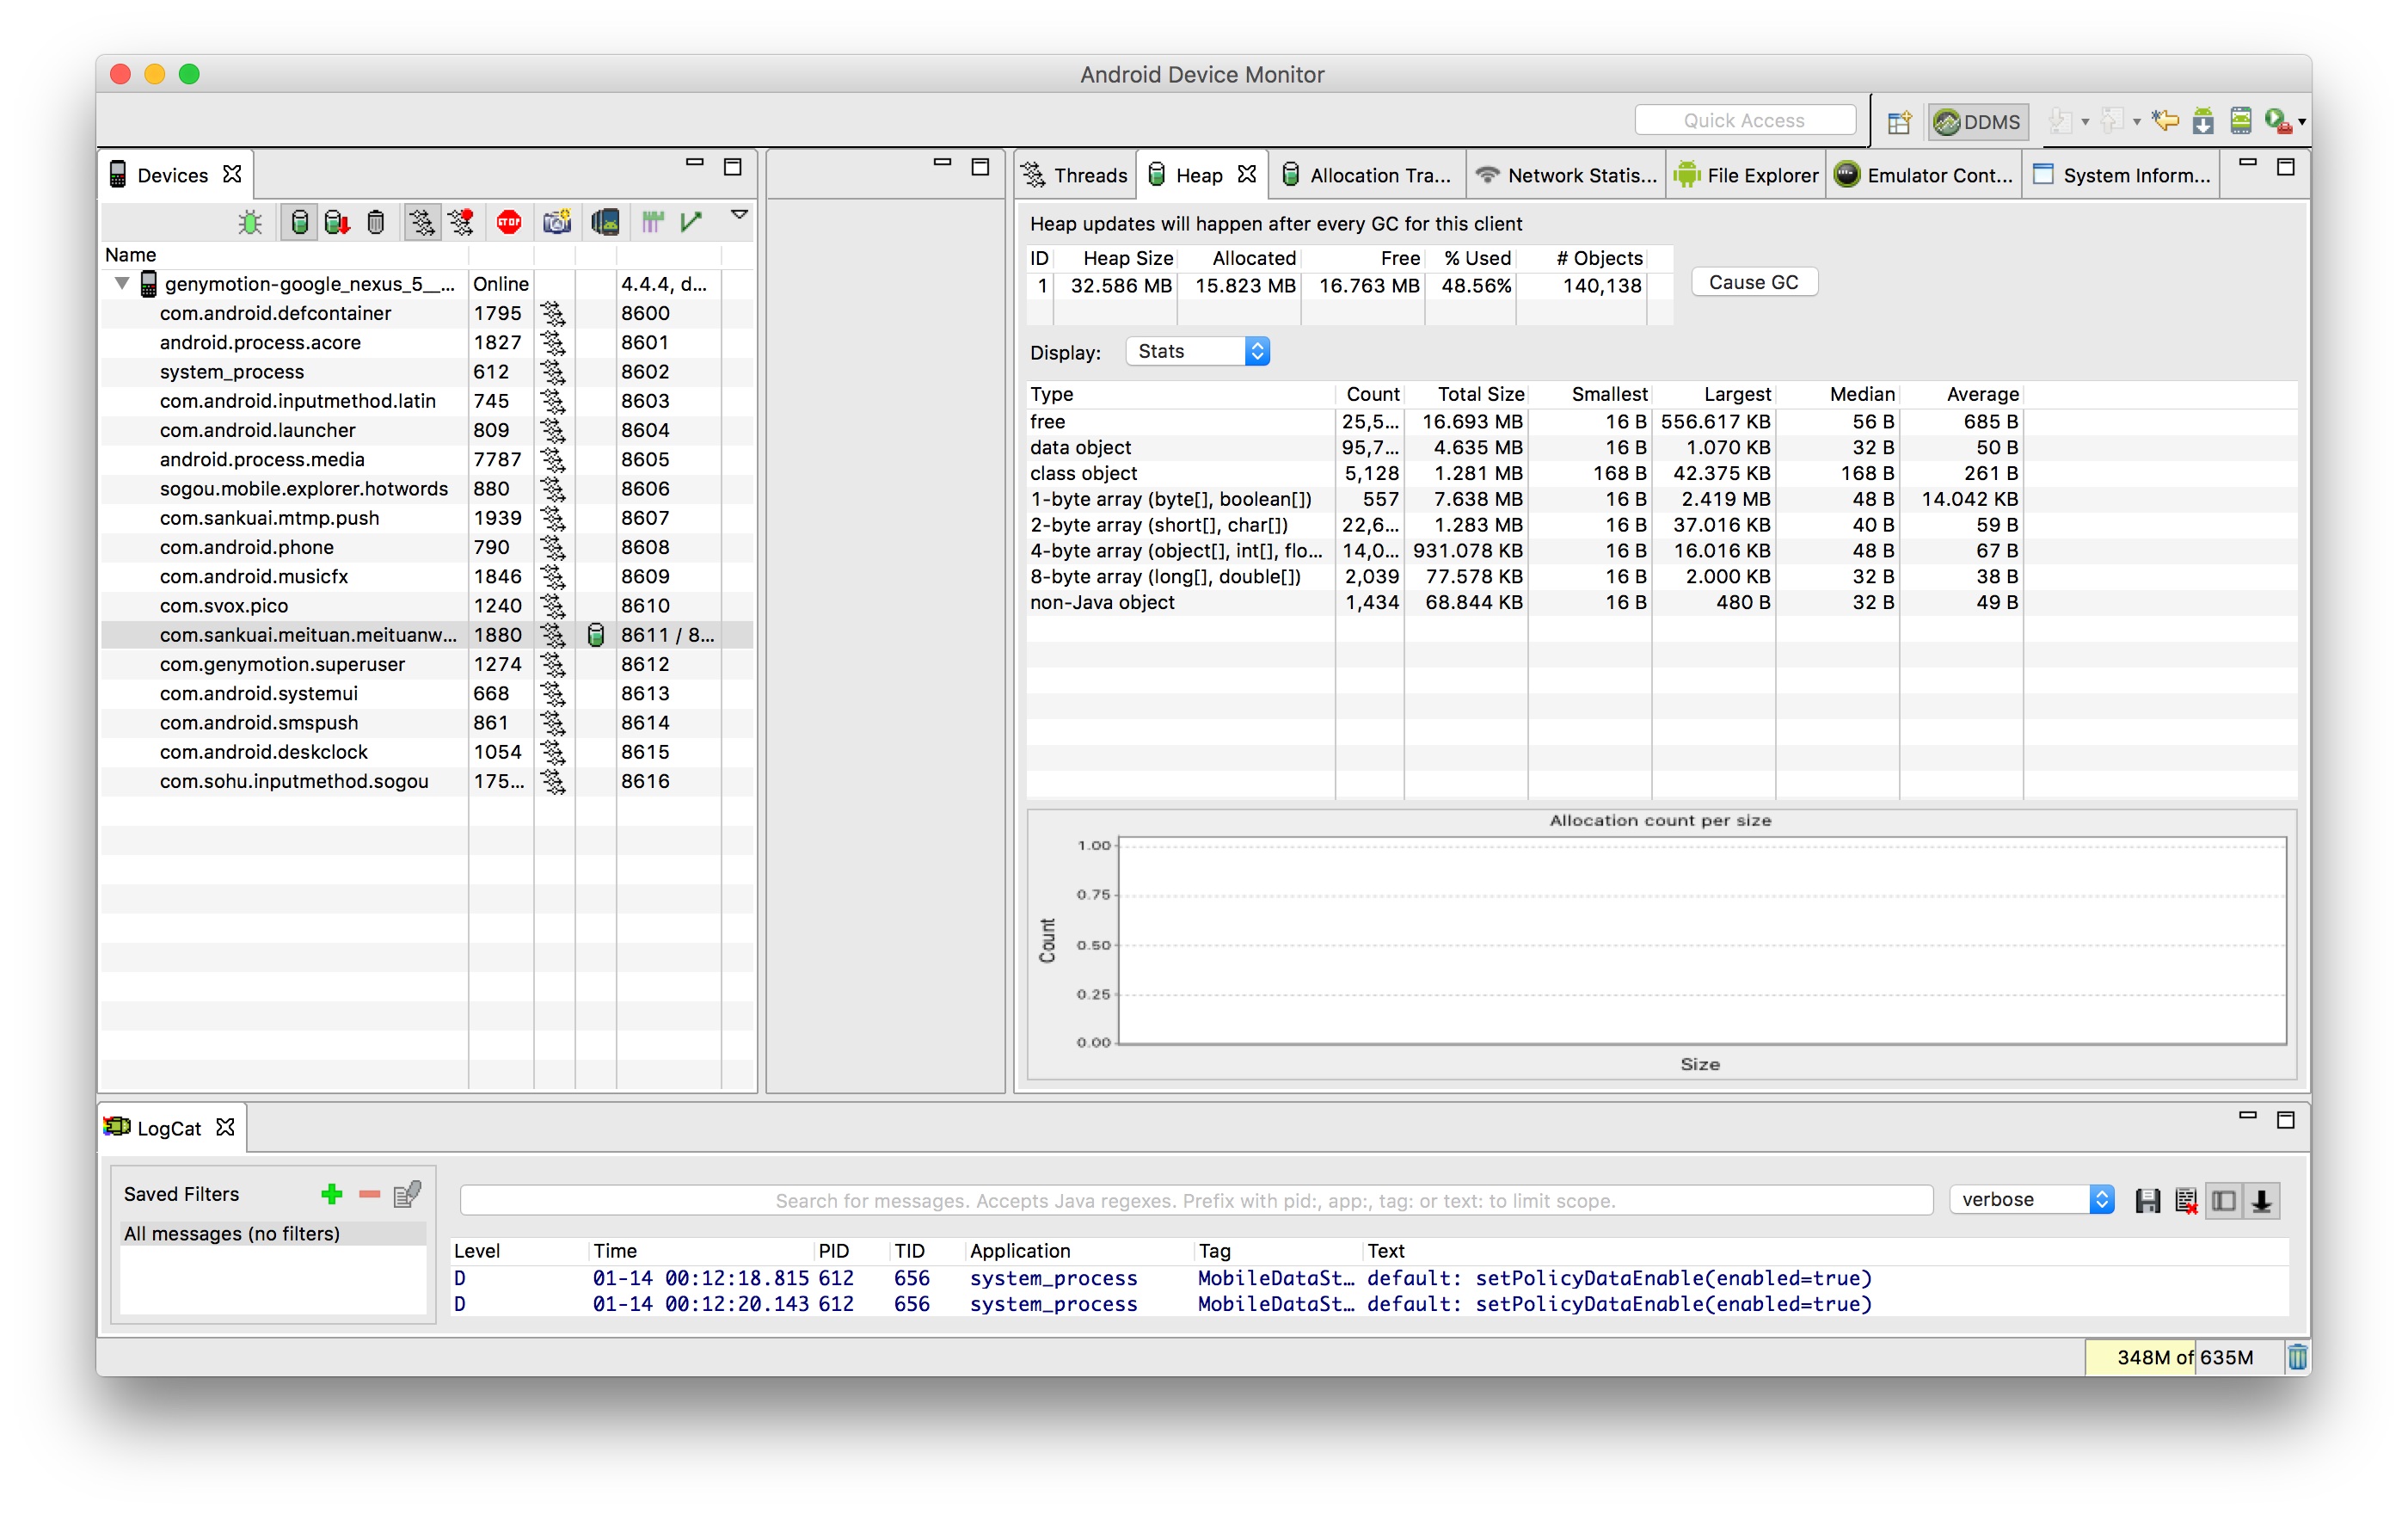 Android Device Monitor
Quick Access
DDMS
Devices
Name
genymotion-google_nexus_5__... Online 4.4.4, d...
com.android.defcontainer 1795 8600
android.process.acore 1827 8601
system_process 612 8602
com.android.inputmethod.latin 745 8603
com.android.launcher 809 8604
android.process.media 7787 8605
sogou.mobile.explorer.hotwords 880 8606
com.sankuai.mtmp.push 1939 8607
com.android.phone 790 8608
com.android.musicfx 1846 8609
com.svox.pico 1240 8610
com.sankuai.meituan.meituanw... 1880 8611 / 8...
com.genymotion.superuser 1274 8612
com.android.systemui 668 8613
com.android.smspush 861 8614
com.android.deskclock 1054 8615
com.sohu.inputmethod.sogou 175... 8616
Threads Heap Allocation Tra... Network Statis... File Explorer Emulator Cont... System Inform...
Heap updates will happen after every GC for this client
ID Heap Size Allocated Free % Used # Objects
1 32.586 MB 15.823 MB 16.763 MB 48.56% 140,138
Cause GC
Display: Stats
Type Count Total Size Smallest Largest Median Average
free 25,5... 16.693 MB 16 B 556.617 KB 56 B 685 B
data object 95,7... 4.635 MB 16 B 1.070 KB 32 B 50 B
class object 5,128 1.281 MB 168 B 42.375 KB 168 B 261 B
1-byte array (byte[], boolean[]) 557 7.638 MB 16 B 2.419 MB 48 B 14.042 KB
2-byte array (short[], char[]) 22,6... 1.283 MB 16 B 37.016 KB 40 B 59 B
4-byte array (object[], int[], flo... 14,0... 931.078 KB 16 B 16.016 KB 48 B 67 B
8-byte array (long[], double[]) 2,039 77.578 KB 16 B 2.000 KB 32 B 38 B
non-Java object 1,434 68.844 KB 16 B 480 B 32 B 49 B
Allocation count per size
1.00
0.75
0.50
0.25
0.00
Count
Size
LogCat
Saved Filters
All messages (no filters)
Search for messages. Accepts Java regexes. Prefix with pid:, app:, tag: or text: to limit scope.
verbose
Level Time PID TID Application Tag Text
D 01-14 00:12:18.815 612 656 system_process MobileDataSt... default: setPolicyDataEnable(enabled=true)
D 01-14 00:12:20.143 612 656 system_process MobileDataSt... default: setPolicyDataEnable(enabled=true)
348M of 635M